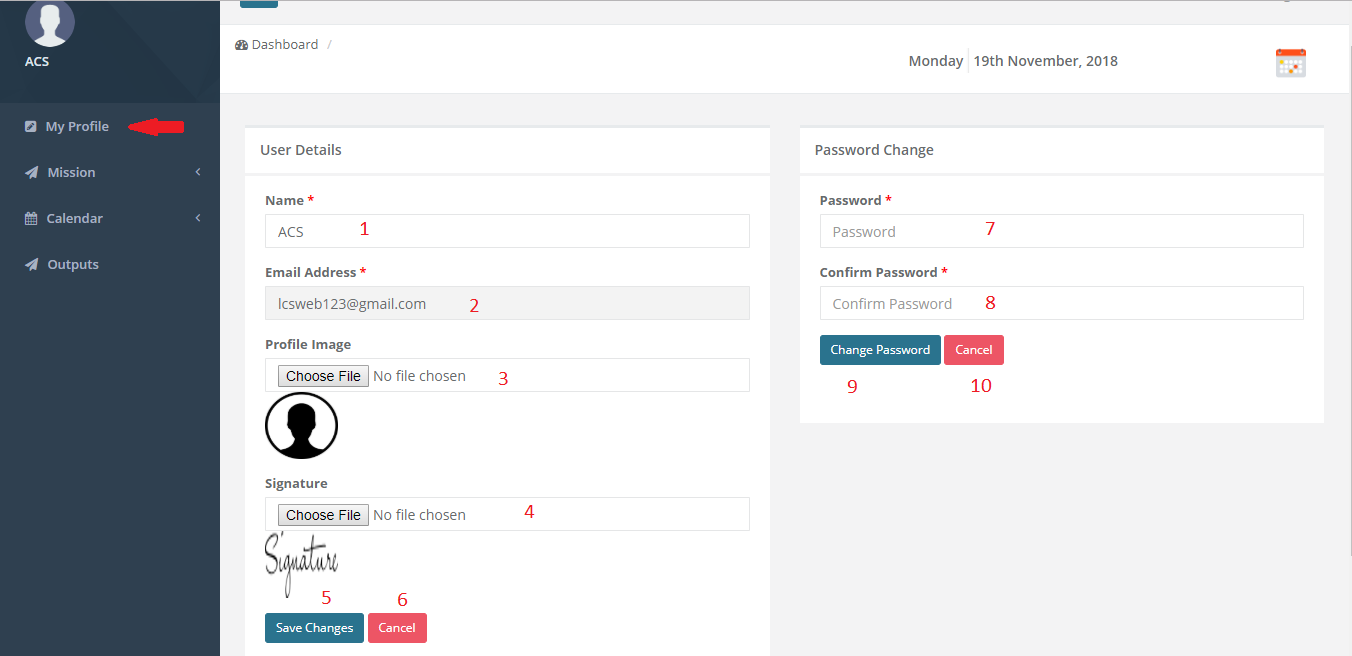 ACS
My Profile
Mission
Calendar
Outputs
Dashboard /
Monday 19th November, 2018
User Details
Name *
ACS 1
Email Address *
lcsweb123@gmail.com 2
Profile Image
Choose File No file chosen 3
Signature
Choose File No file chosen 4
Signature
5 6
Save Changes Cancel
Password Change
Password *
Password 7
Confirm Password *
Confirm Password 8
Change Password Cancel
9 10